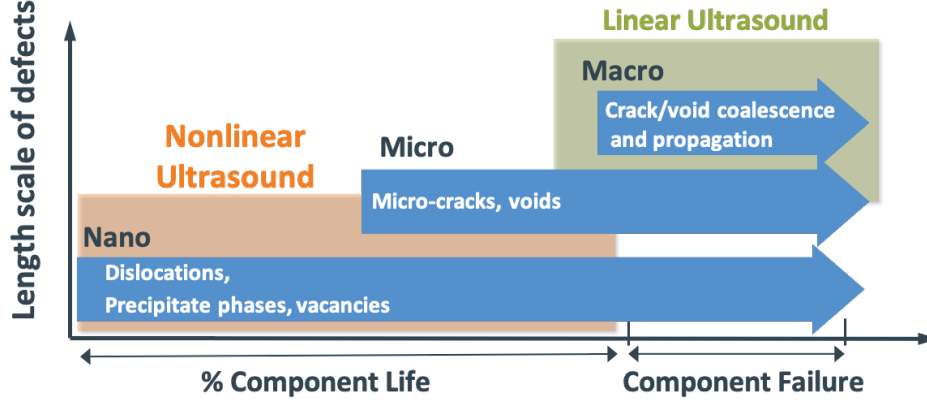 Length scale of defects
Linear Ultrasound
Macro
Crack/void coalescence
and propagation
Nonlinear
Ultrasound
Micro
Micro-cracks, voids
Nano
Dislocations,
Precipitate phases, vacancies
% Component Life
Component Failure